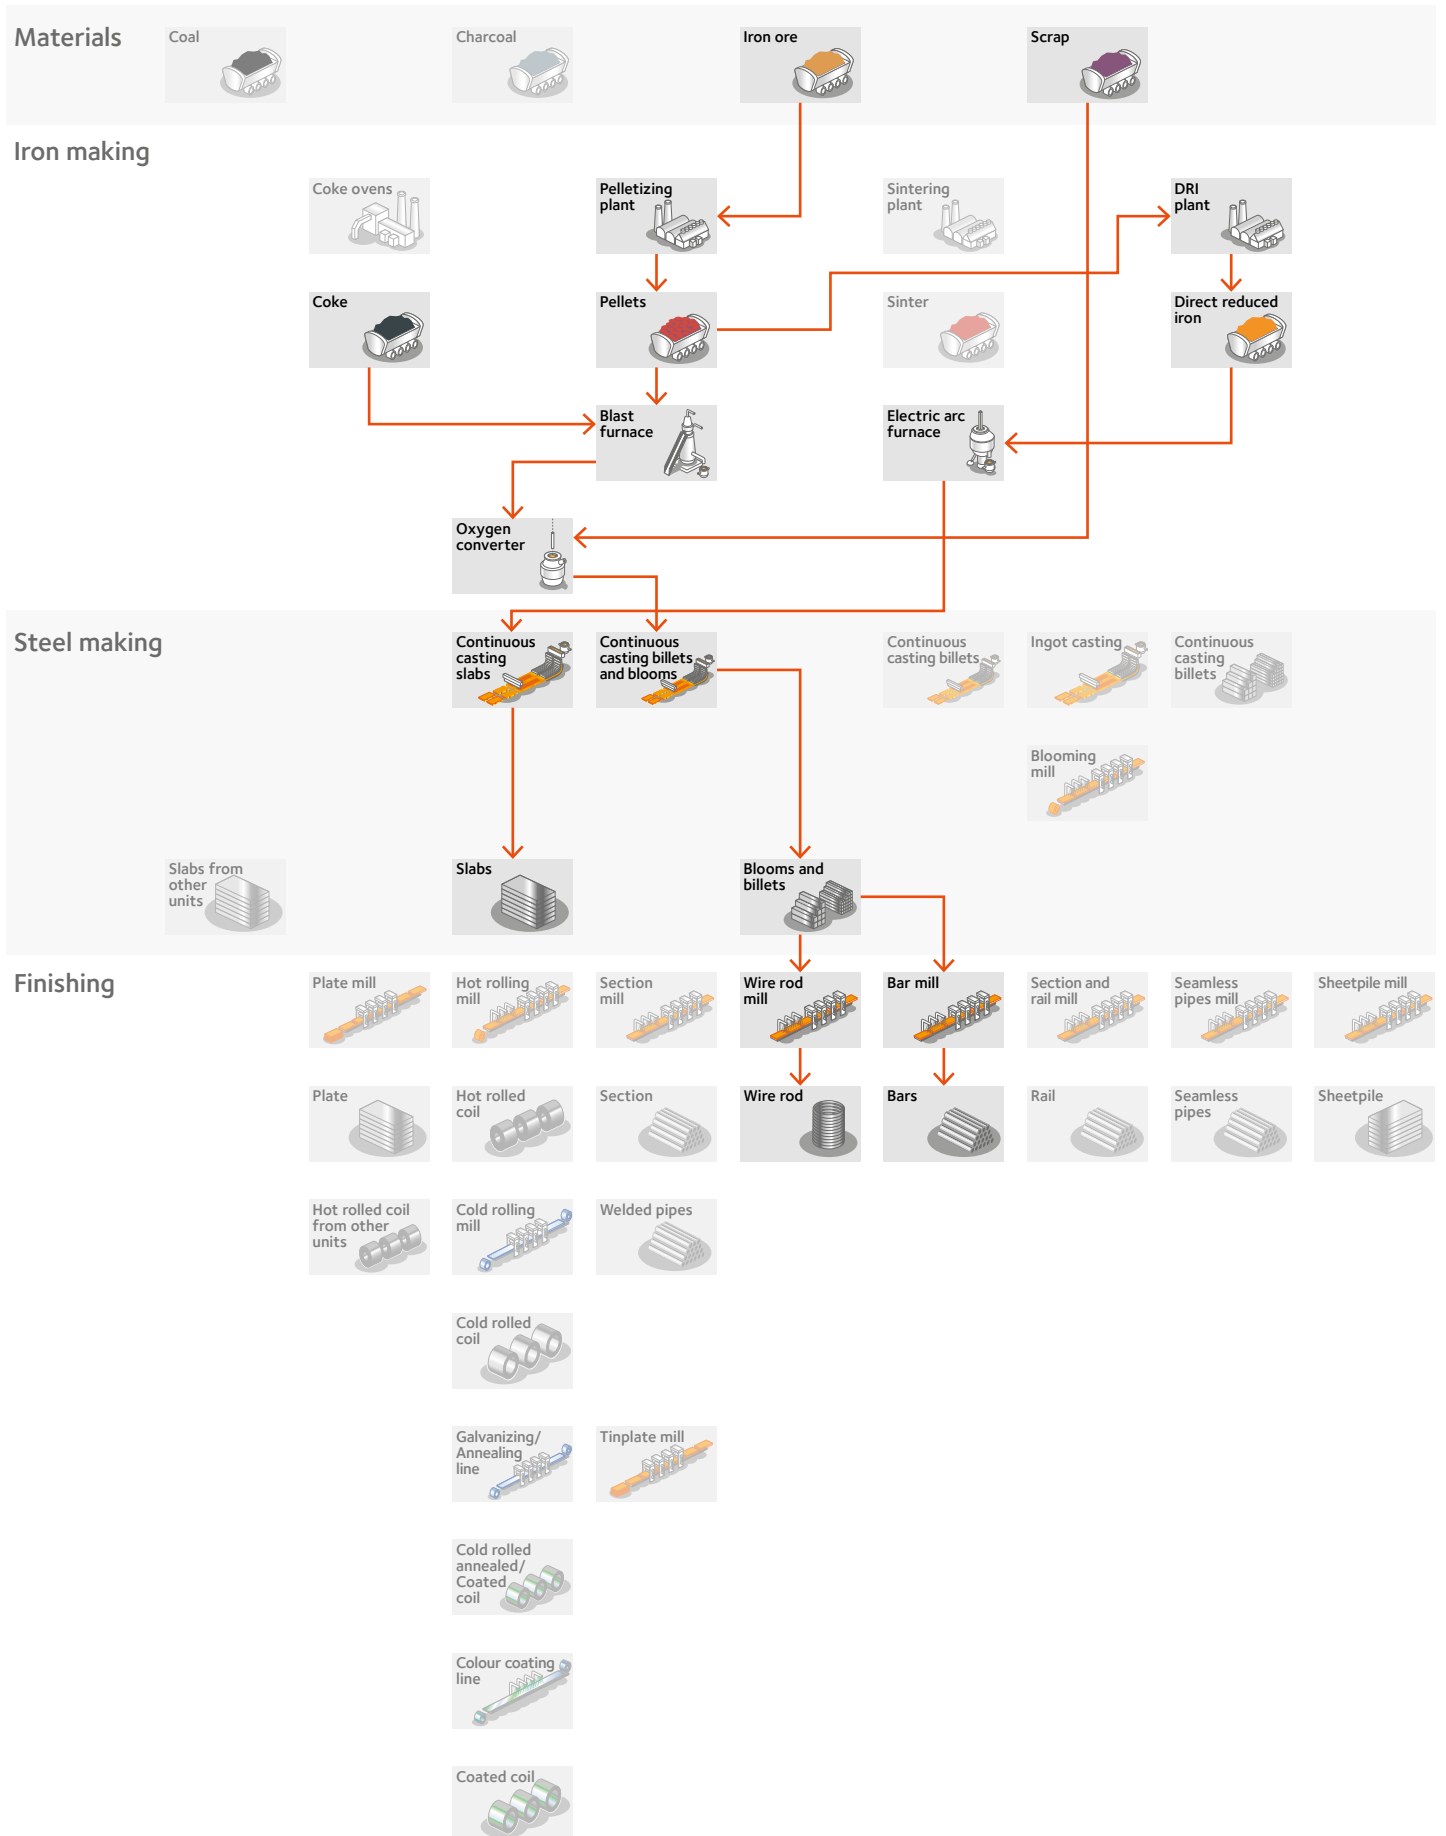 Materials
Coal
Charcoal
Iron ore
Scrap
Iron making
Coke ovens
Pelletizing
plant
Sintering
plant
DRI
plant
Coke
Pellets
Sinter
Direct reduced
iron
Blast
furnace
Electric arc
furnace
Oxygen
converter
Steel making
Continuous
casting
slabs
Continuous
casting billets
and blooms
Continuous
casting billets
Ingot casting
Continuous
casting
billets
Blooming
mill
Slabs from
other
units
Slabs
Blooms and
billets
Finishing
Plate mill
Hot rolling
mill
Section
mill
Wire rod
mill
Bar mill
Section and
rail mill
Seamless
pipes mill
Sheetpile mill
Plate
Hot rolled
coil
Section
Wire rod
Bars
Rail
Seamless
pipes
Sheetpile
Hot rolled coil
from other
units
Cold rolling
mill
Welded pipes
Cold rolled
coil
Galvanizing/
Annealing
line
Tinplate mill
Cold rolled
annealed/
Coated
coil
Colour coating
line
Coated coil